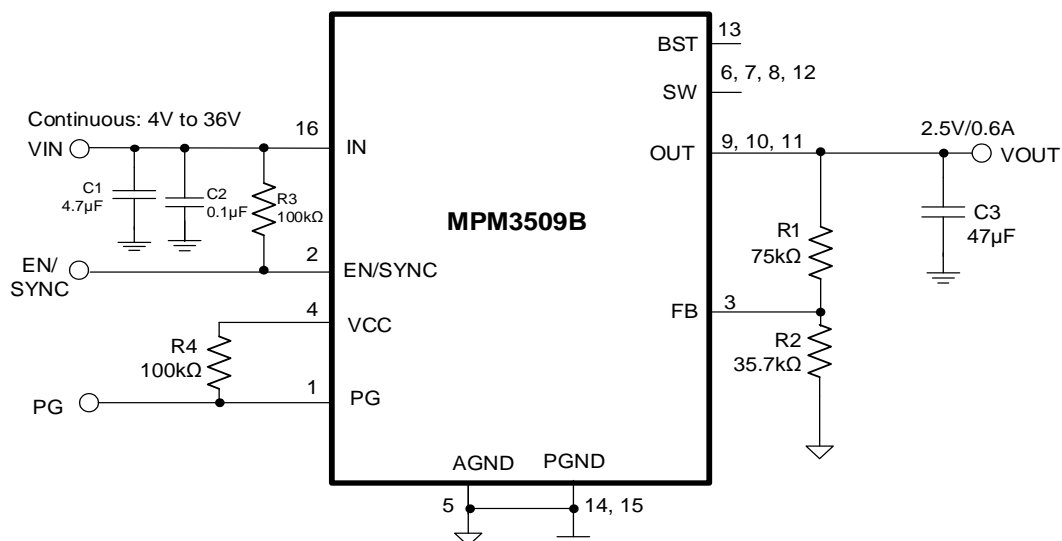 13
BST
6, 7, 8, 12
SW
Continuous: 4V to 36V
16
2.5V/0.6A
VIN
IN
OUT
9, 10, 11
VOUT
C1
4.7µF
C2
0.1µF
R3
100kΩ
MPM3509B
R1
75kΩ
C3
47µF
EN/
SYNC
2
EN/SYNC
4
VCC
FB
3
R4
100kΩ
R2
35.7kΩ
1
PG
PG
AGND
PGND
5
14, 15